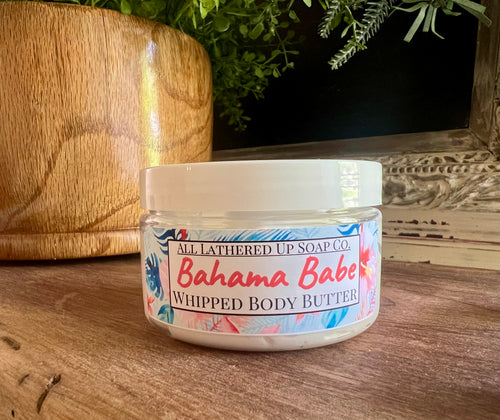 All Lathered Up Soap Co.
Bahama Babe
Whipped Body Butter